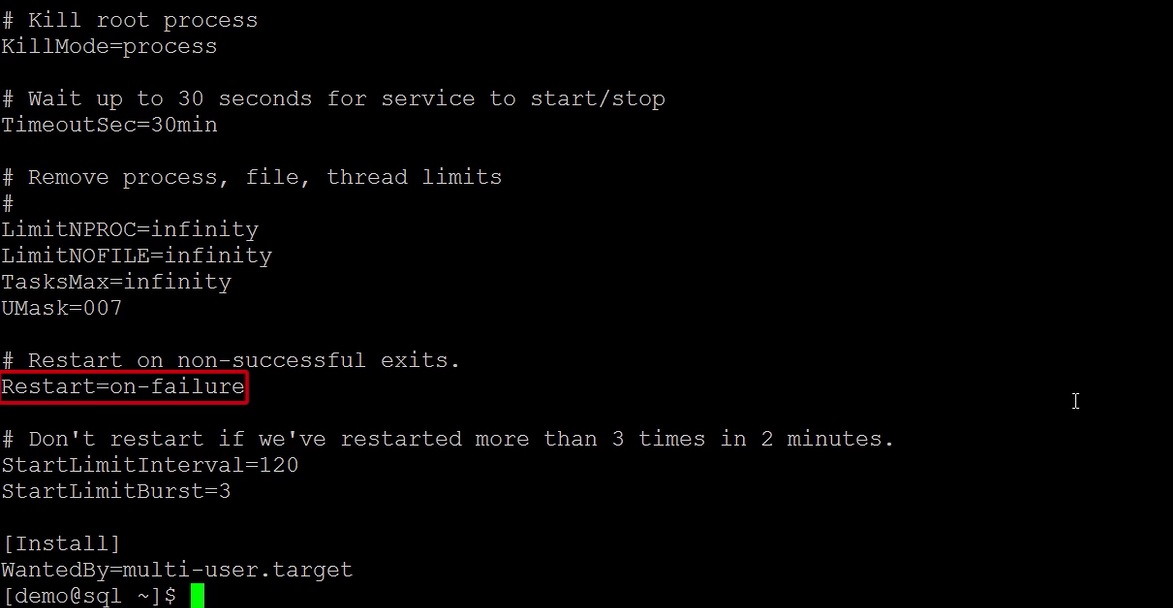 # Kill root process
KillMode=process
# Wait up to 30 seconds for service to start/stop
TimeoutSec=30min
# Remove process, file, thread limits
#
LimitNPROC=infinity
LimitNOFILE=infinity
TasksMax=infinity
UMask=007
# Restart on non-successful exits.
Restart=on-failure
# Don't restart if we've restarted more than 3 times in 2 minutes.
StartLimitInterval=120
StartLimitBurst=3
[Install]
WantedBy=multi-user.target
[demo@sql ~]$